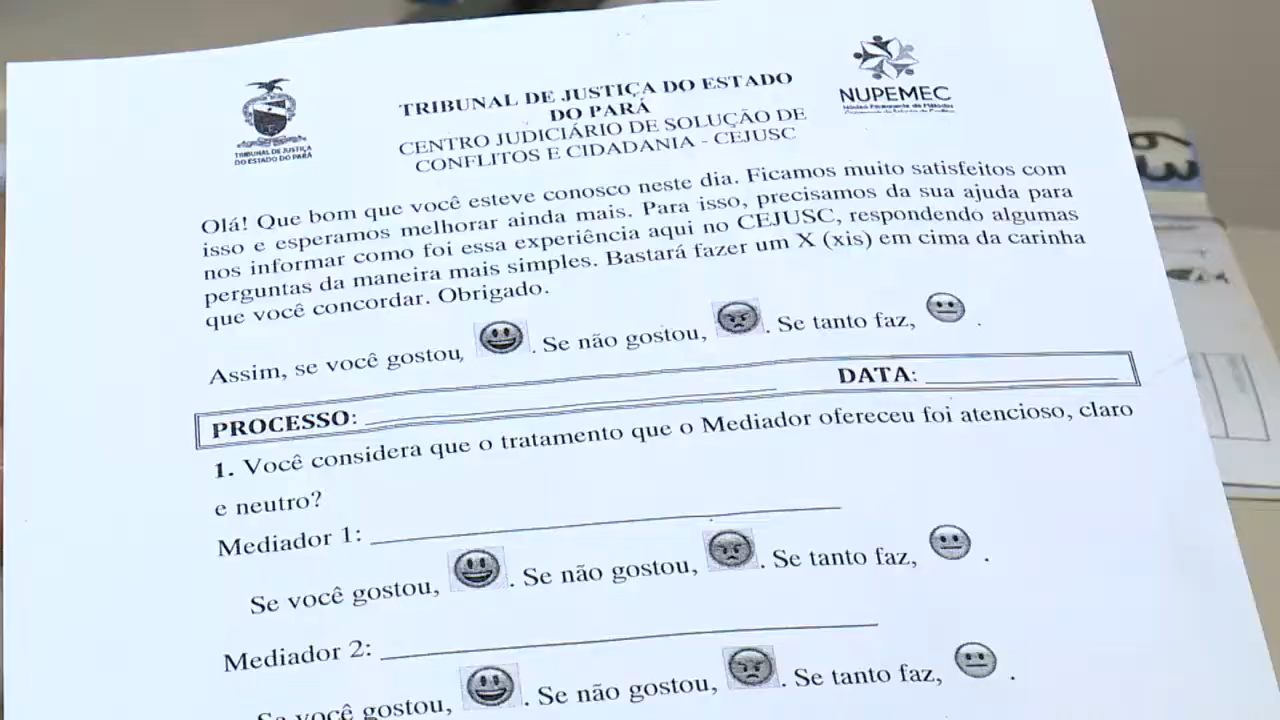 TRIBUNAL DE JUSTIÇA DO ESTADO DO PARÁ
TRIBUNAL DE JUSTIÇA DO ESTADO
DO PARÁ
CENTRO JUDICIÁRIO DE SOLUÇÃO DE
CONFLITOS E CIDADANIA - CEJUSC
NUPEMEC
Núcleo Permanente de Métodos
Olá! Que bom que você esteve conosco neste dia. Ficamos muito satisfeitos com
isso e esperamos melhorar ainda mais. Para isso, precisamos da sua ajuda para
nos informar como foi essa experiência aqui no CEJUSC, respondendo algumas
perguntas da maneira mais simples. Bastará fazer um X (xis) em cima da carinha
que você concordar. Obrigado.
Assim, se você gostou, . Se não gostou, . Se tanto faz, .
PROCESSO: DATA:
1. Você considera que o tratamento que o Mediador ofereceu foi atencioso, claro
e neutro?
Mediador 1:
Se você gostou, . Se não gostou, . Se tanto faz, .
Mediador 2:
Se você gostou, . Se não gostou, . Se tanto faz, .